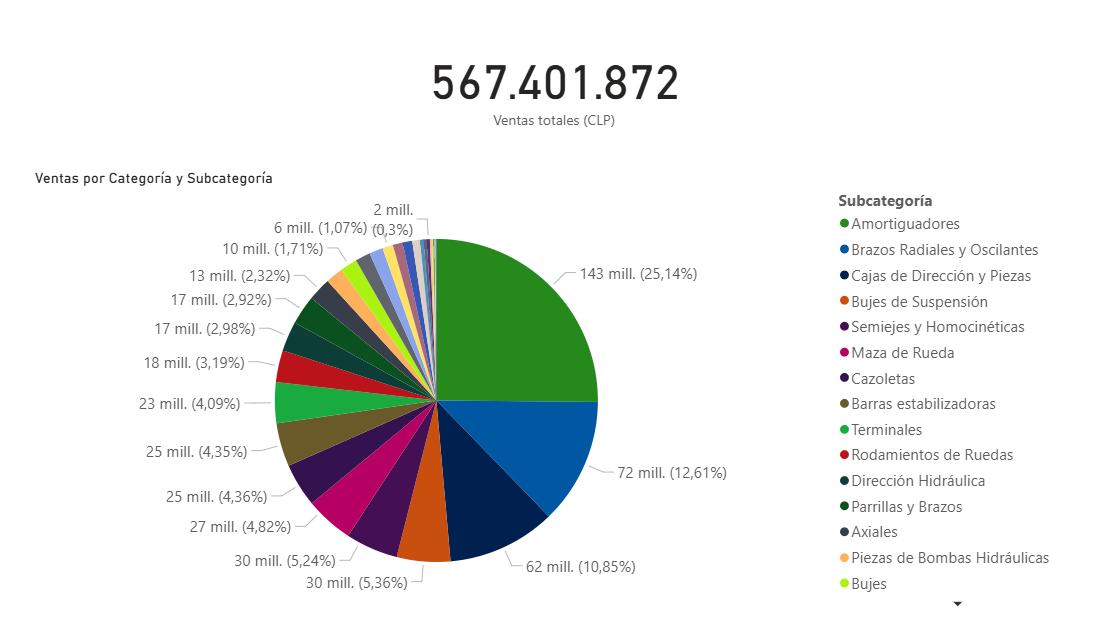 567.401.872
Ventas totales (CLP)
Ventas por Categoría y Subcategoría
2 mill.
(0,3%)
6 mill. (1,07%)
10 mill. (1,71%)
13 mill. (2,32%)
17 mill. (2,92%)
17 mill. (2,98%)
18 mill. (3,19%)
23 mill. (4,09%)
25 mill. (4,35%)
25 mill. (4,36%)
27 mill. (4,82%)
30 mill. (5,24%)
30 mill. (5,36%)
62 mill. (10,85%)
72 mill. (12,61%)
143 mill. (25,14%)
Subcategoría
Amortiguadores
Brazos Radiales y Oscilantes
Cajas de Dirección y Piezas
Bujes de Suspensión
Semiejes y Homocinéticas
Maza de Rueda
Cazoletas
Barras estabilizadoras
Terminales
Rodamientos de Ruedas
Dirección Hidráulica
Parrillas y Brazos
Axiales
Piezas de Bombas Hidráulicas
Bujes